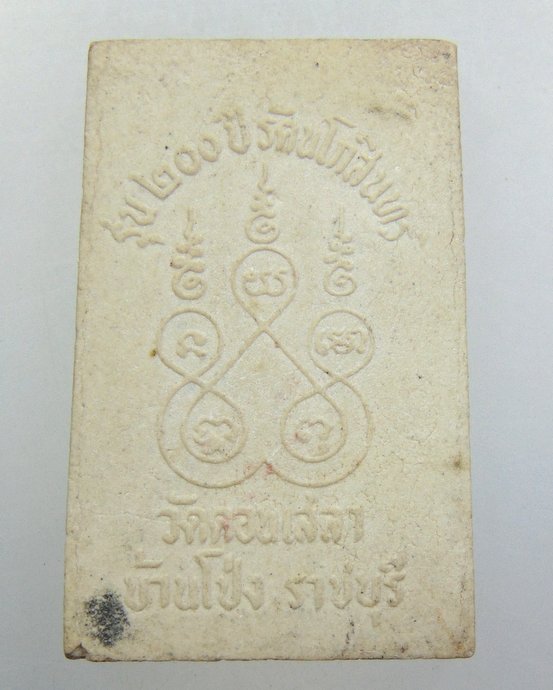 รุ่น ๒๐๐ ปี รัตนโกสินทร์
วัดดอนเสลา
บ้านโป่ง ราชบุรี